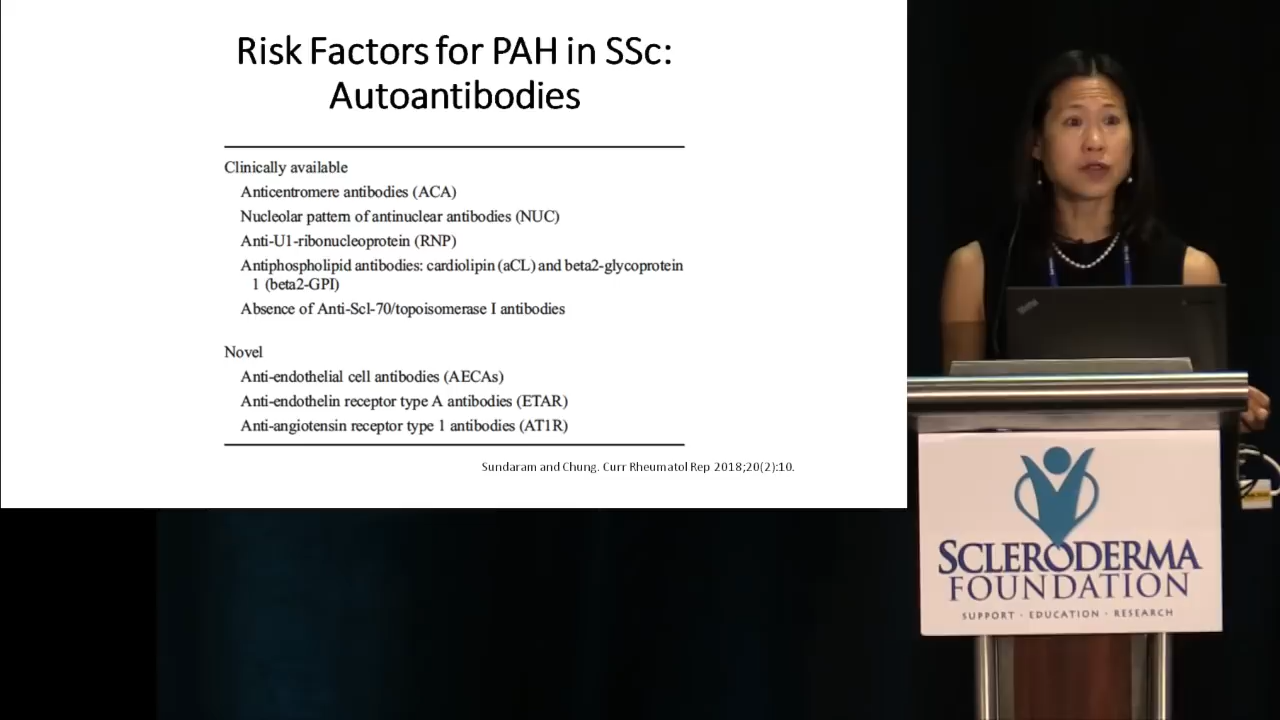 Risk Factors for PAH in SSc:
Autoantibodies
Clinically available
Anticentromere antibodies (ACA)
Nucleolar pattern of antinuclear antibodies (NUC)
Anti-U1-ribonucleoprotein (RNP)
Antiphospholipid antibodies: cardiolipin (aCL) and beta2-glycoprotein
1 (beta2-GPI)
Absence of Anti-Scl-70/topoisomerase I antibodies
Novel
Anti-endothelial cell antibodies (AECAs)
Anti-endothelin receptor type A antibodies (ETAR)
Anti-angiotensin receptor type 1 antibodies (AT1R)
Sundaram and Chung. Curr Rheumatol Rep 2018;20(2):10.
ThinkPad
SCLERODERMA
FOUNDATION
SUPPORT · EDUCATION · RESEARCH